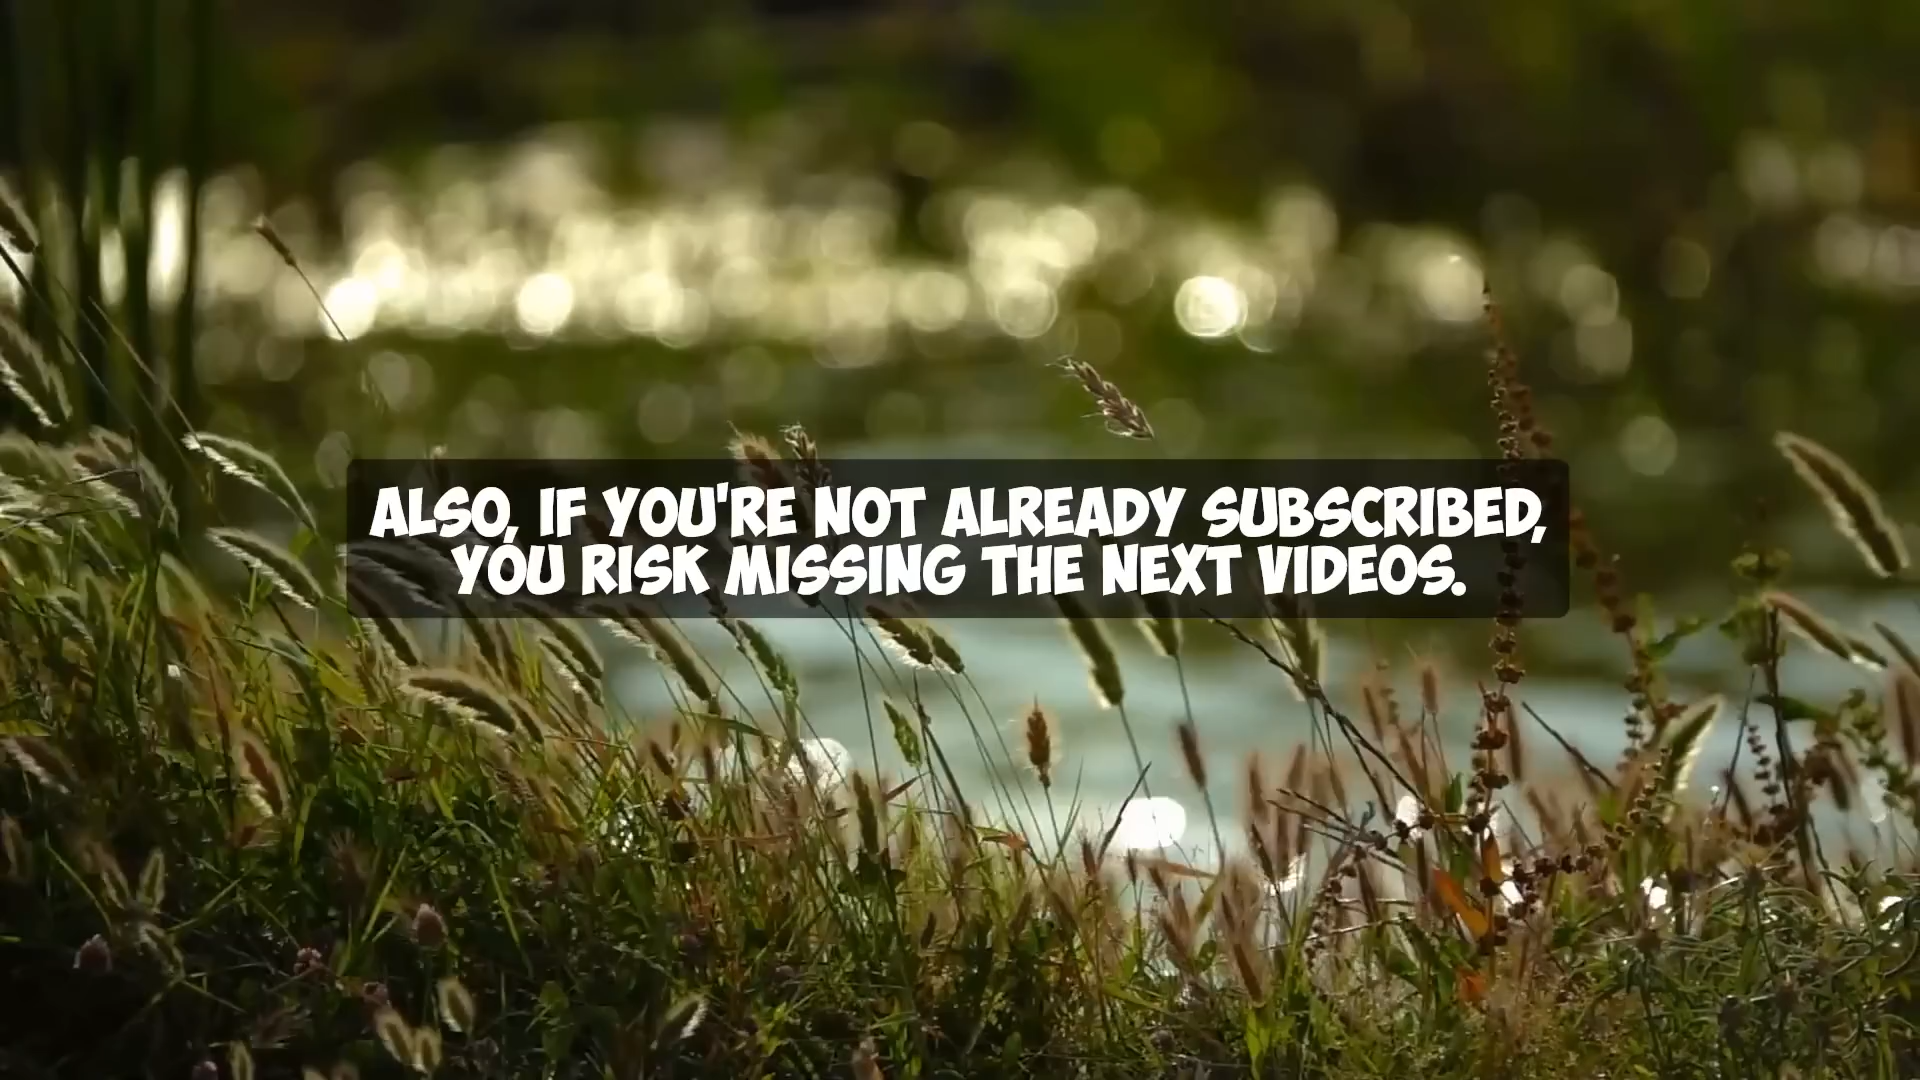 ALSO, IF YOU'RE NOT ALREADY SUBSCRIBED,
YOU RISK MISSING THE NEXT VIDEOS.